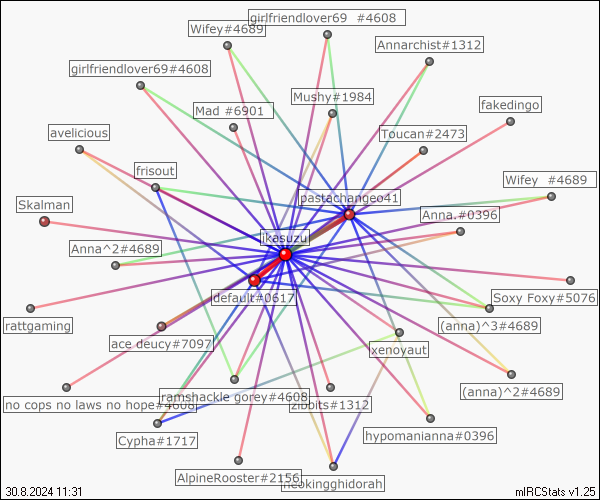 girlfriendlover69 #4608
Wifey#4689
Annarchist#1312
girlfriendlover69#4608
Mushy#1984
Mad #6901
fakedingo
avelicious
Toucan#2473
frisout
Wifey #4689
pastachangeo41
Skalman
Anna.#0396
ikasuzu
Anna^2#4689
Soxy Foxy#5076
default#0617
rattgaming
(anna)^3#4689
ace deucy#7097
xenoyaut
(anna)^2#4689
ramshackle gorey#4608
no cops no laws no hope#4608
zibbits#1312
Cypha#1717
hypomanianna#0396
AlpineRooster#2156
neokingghidorah
30.8.2024 11:31
mIRCStats v1.25